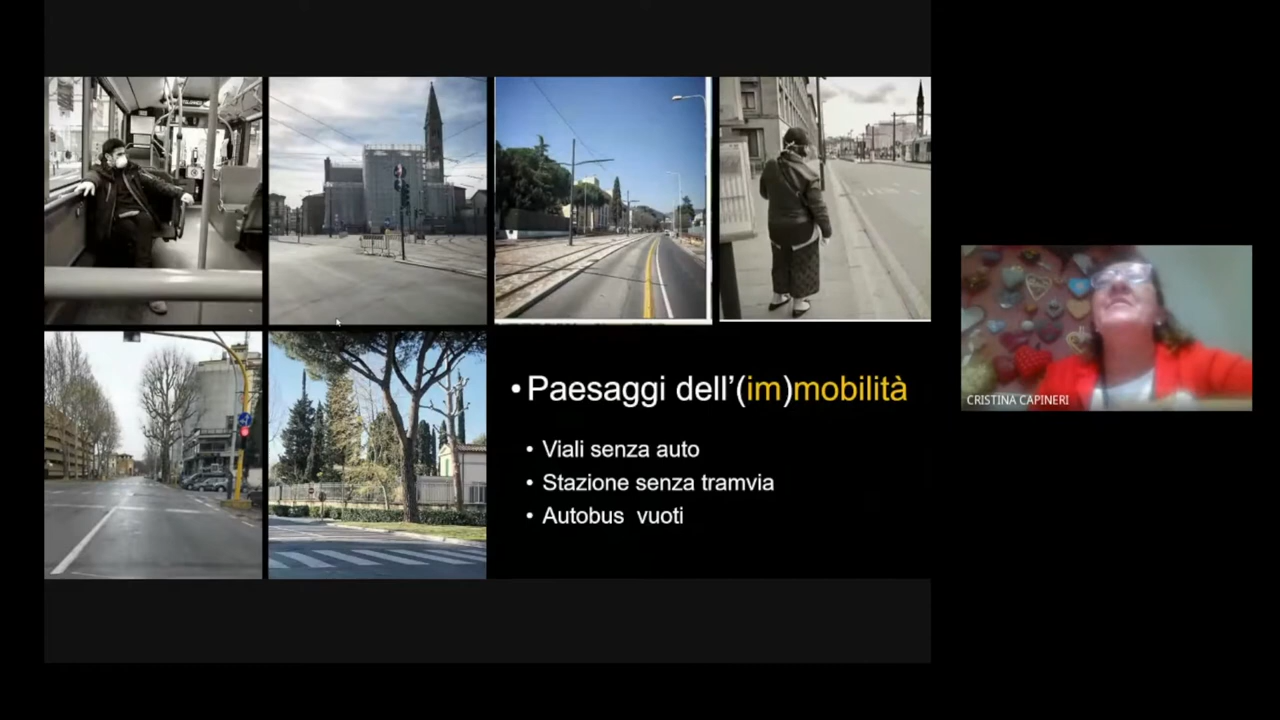 • Paesaggi dell’(im)mobilità
• Viali senza auto
• Stazione senza tramvia
• Autobus vuoti
CRISTINA CAPINERI